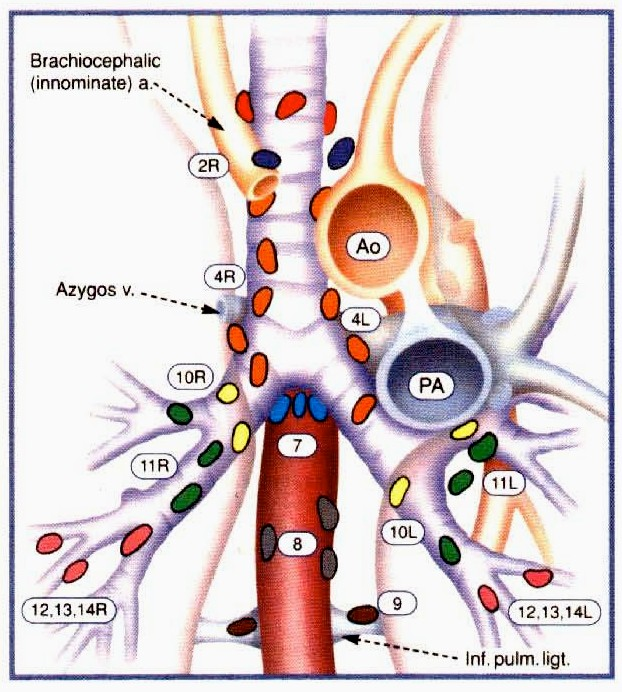 Brachiocephalic
(innominate) a.
2R
Ao
4R
Azygos v.
4L
10R
PA
7
11R
11L
10L
8
9
12,13,14R
12,13,14L
Inf. pulm. ligt.